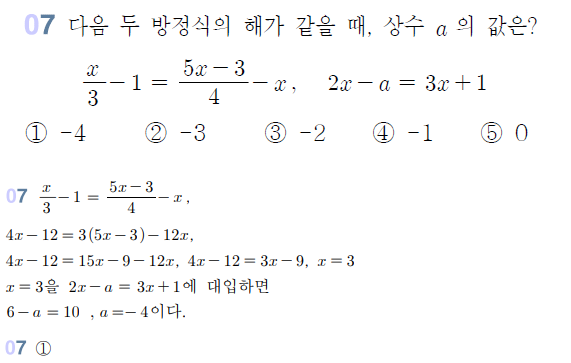 07 다음 두 방정식의 해가 같을 때, 상수 a 의 값은?
x/3 − 1 = (5x − 3)/4 − x, 2x − a = 3x + 1
① −4 ② −3 ③ −2 ④ −1 ⑤ 0
07 x/3 − 1 = (5x − 3)/4 − x,
4x − 12 = 3(5x − 3) − 12x,
4x − 12 = 15x − 9 − 12x, 4x − 12 = 3x − 9, x = 3
x = 3을 2x − a = 3x + 1에 대입하면
6 − a = 10 , a = − 4이다.
07 ①